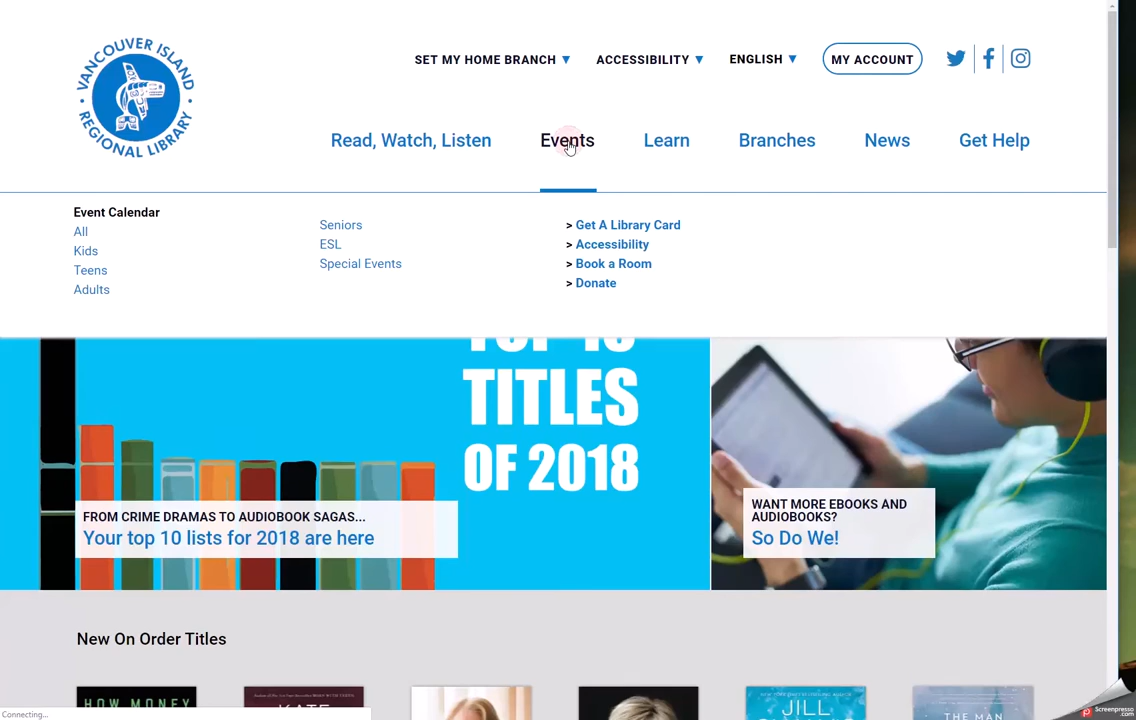 VANCOUVER ISLAND
REGIONAL LIBRARY
SET MY HOME BRANCH ▼
ACCESSIBILITY ▼
ENGLISH ▼
MY ACCOUNT
Read, Watch, Listen
Events
Learn
Branches
News
Get Help
Event Calendar
All
Kids
Teens
Adults
Seniors
ESL
Special Events
> Get A Library Card
> Accessibility
> Book a Room
> Donate
TITLES
OF 2018
FROM CRIME DRAMAS TO AUDIOBOOK SAGAS...
Your top 10 lists for 2018 are here
WANT MORE EBOOKS AND
AUDIOBOOKS?
So Do We!
New On Order Titles
HOW MONEY
KATE
JILL
THE MAN
Connecting...
Screenpresso
.com